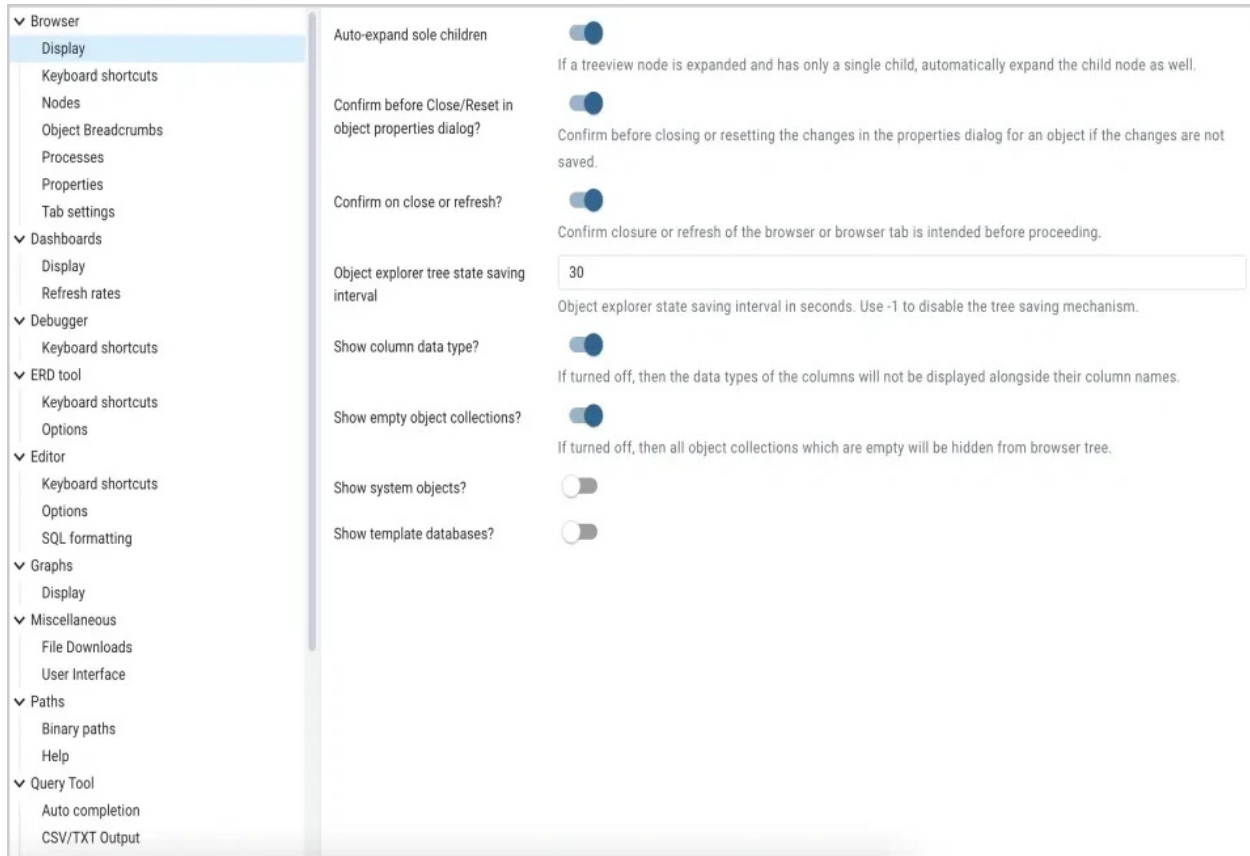 Browser
Display
Keyboard shortcuts
Nodes
Object Breadcrumbs
Processes
Properties
Tab settings
Dashboards
Display
Refresh rates
Debugger
Keyboard shortcuts
ERD tool
Keyboard shortcuts
Options
Editor
Keyboard shortcuts
Options
SQL formatting
Graphs
Display
Miscellaneous
File Downloads
User Interface
Paths
Binary paths
Help
Query Tool
Auto completion
CSV/TXT Output
Auto-expand sole children
If a treeview node is expanded and has only a single child, automatically expand the child node as well.
Confirm before Close/Reset in
object properties dialog?
Confirm before closing or resetting the changes in the properties dialog for an object if the changes are not
saved.
Confirm on close or refresh?
Confirm closure or refresh of the browser or browser tab is intended before proceeding.
Object explorer tree state saving
interval
30
Object explorer state saving interval in seconds. Use -1 to disable the tree saving mechanism.
Show column data type?
If turned off, then the data types of the columns will not be displayed alongside their column names.
Show empty object collections?
If turned off, then all object collections which are empty will be hidden from browser tree.
Show system objects?
Show template databases?